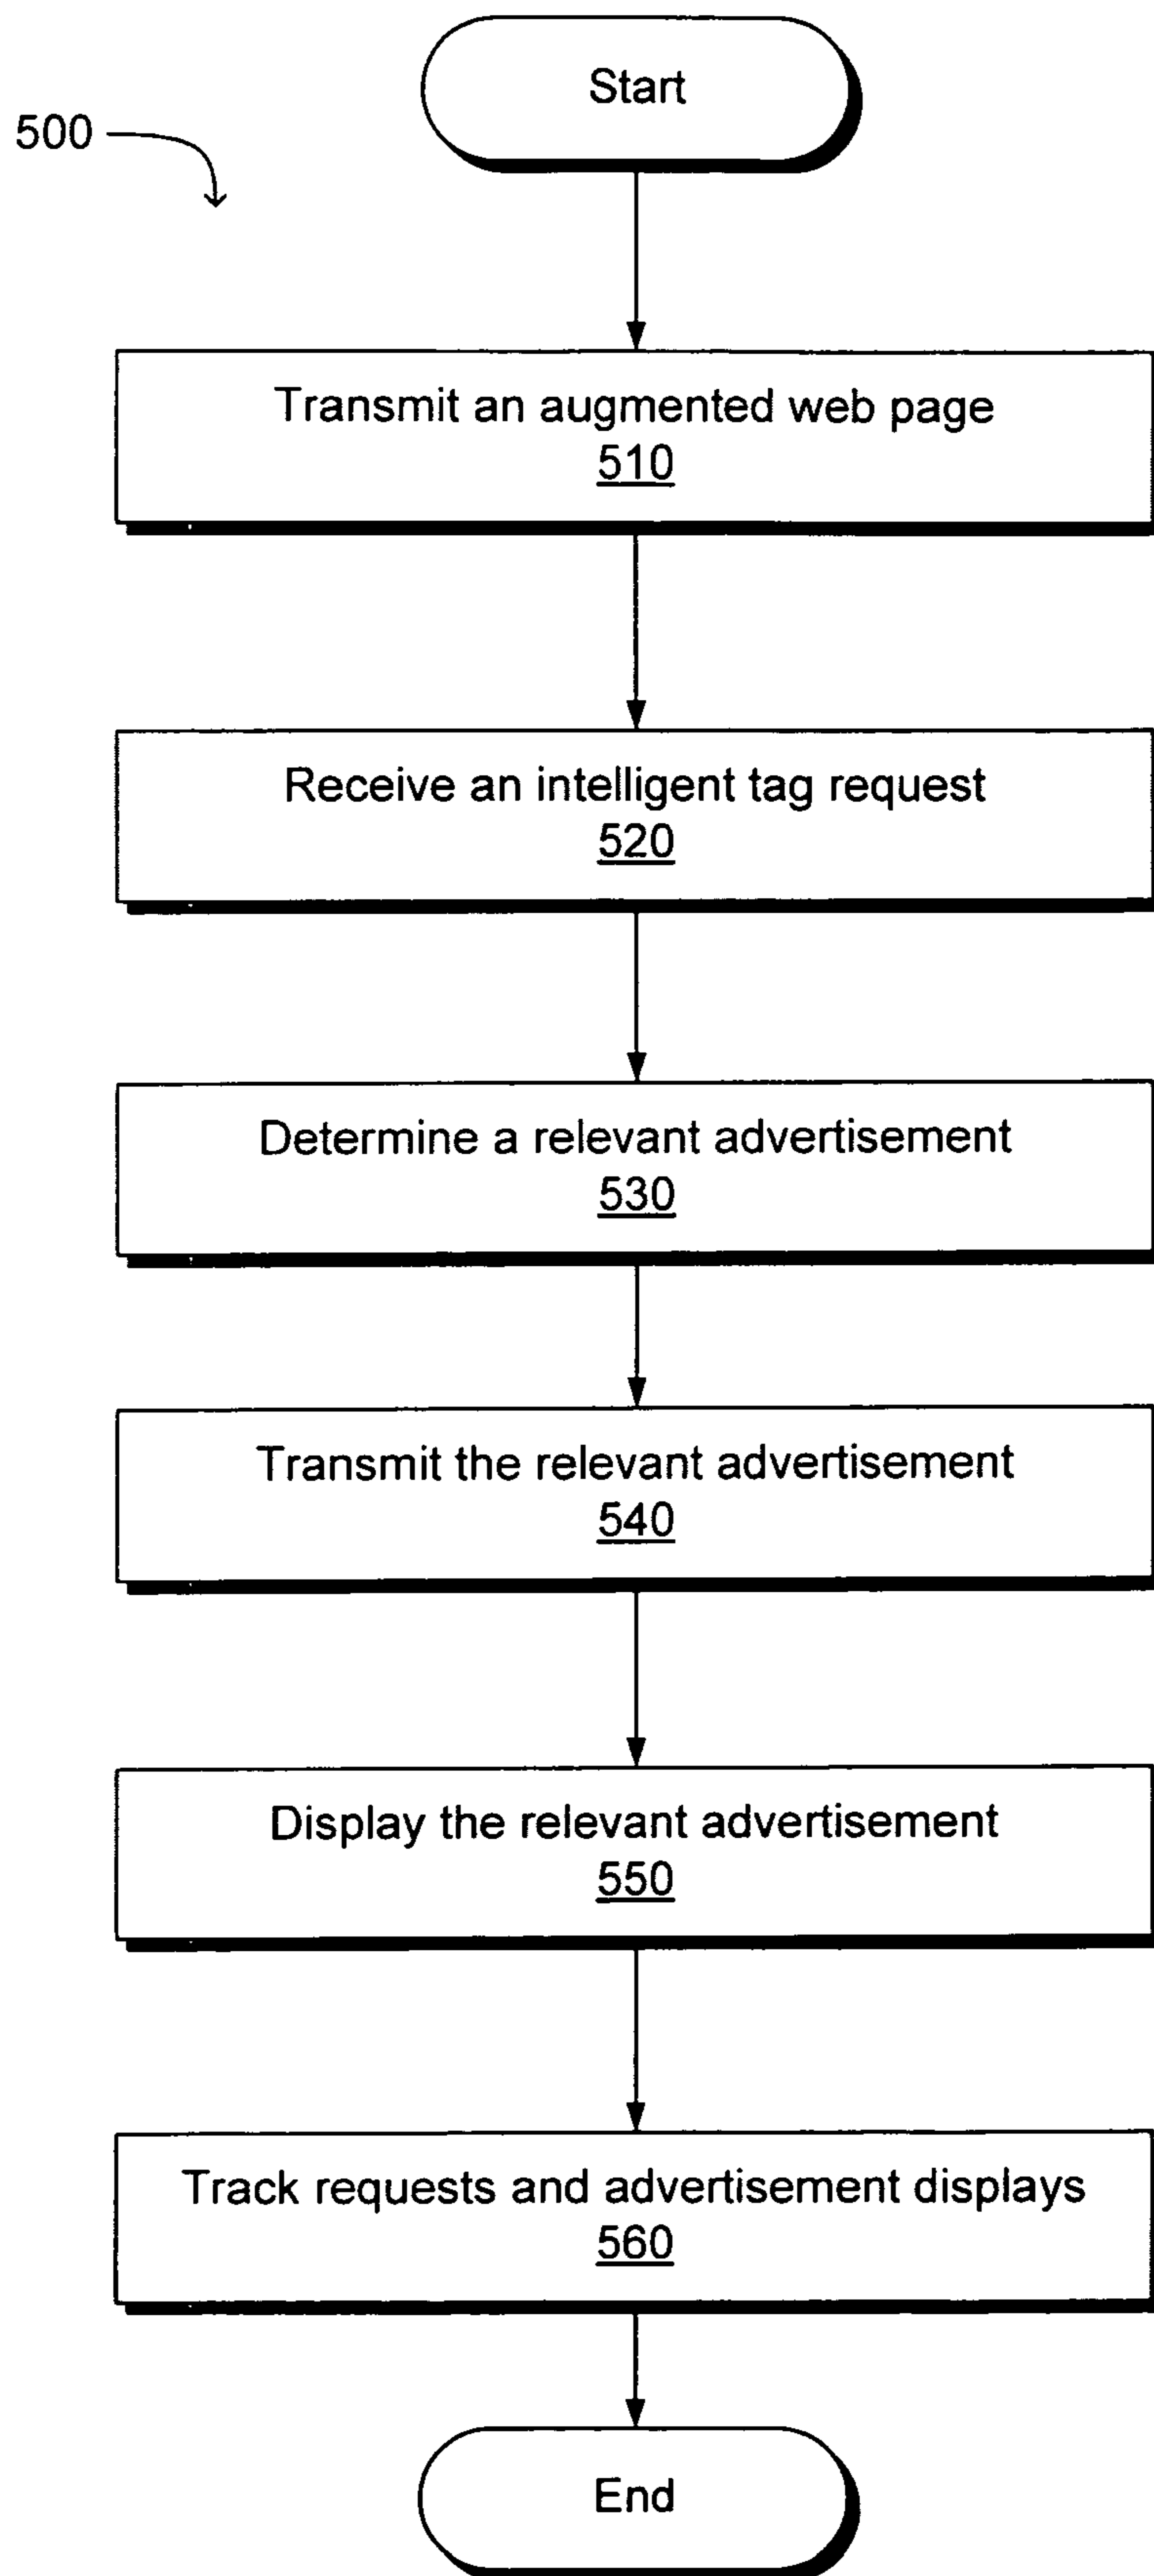 Start
500
Transmit an augmented web page
510
Receive an intelligent tag request
520
Determine a relevant advertisement
530
Transmit the relevant advertisement
540
Display the relevant advertisement
550
Track requests and advertisement displays
560
End